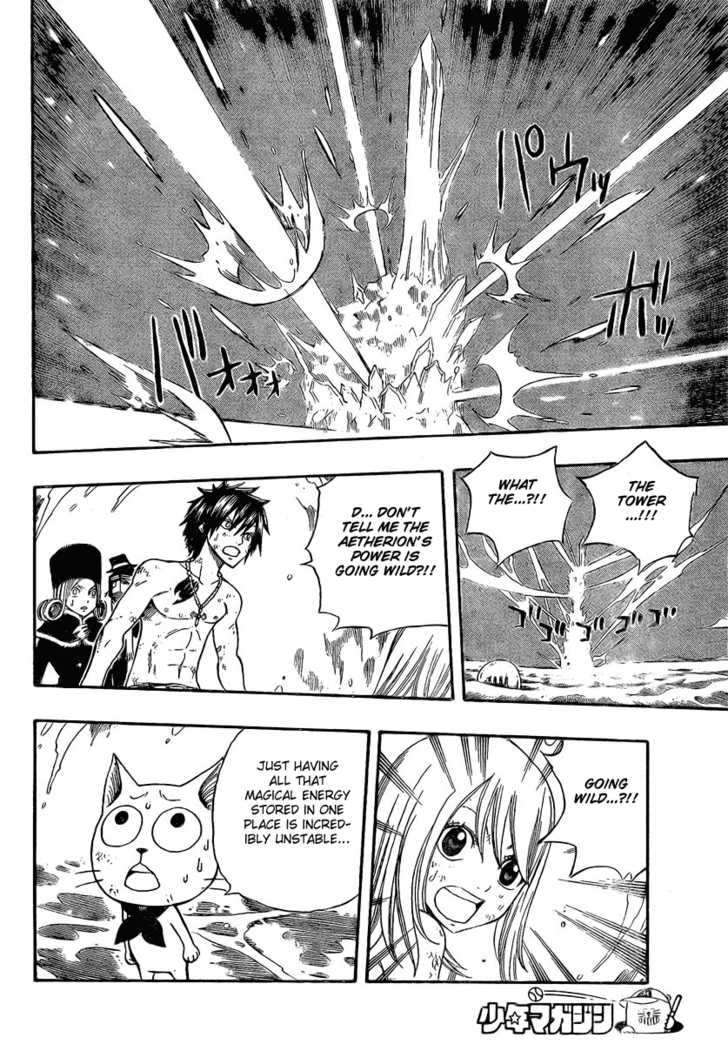 パウッ
ボッ
バオオオ
THE
TOWER
...!!!
WHAT
THE...?!!
ゴゴゴゴゴ
D... DON'T
TELL ME THE
AETHERION'S
POWER IS
GOING WILD?!!
GOING
WILD...?!!
JUST HAVING
ALL THAT
MAGICAL ENERGY
STORED IN ONE
PLACE IS INCRED-
IBLY UNSTABLE...
少年マガジン